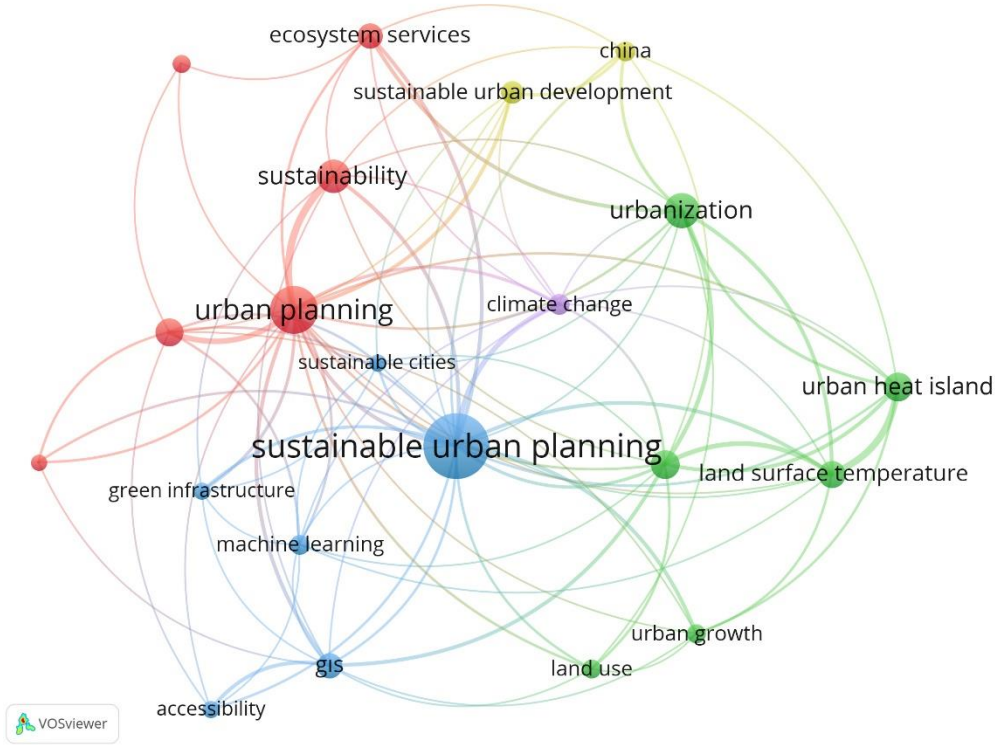 ecosystem services
china
sustainable urban development
sustainability
urbanization
urban planning
climate change
sustainable cities
urban heat island
sustainable urban planning
land surface temperature
green infrastructure
machine learning
urban growth
gis
land use
accessibility
VOSviewer